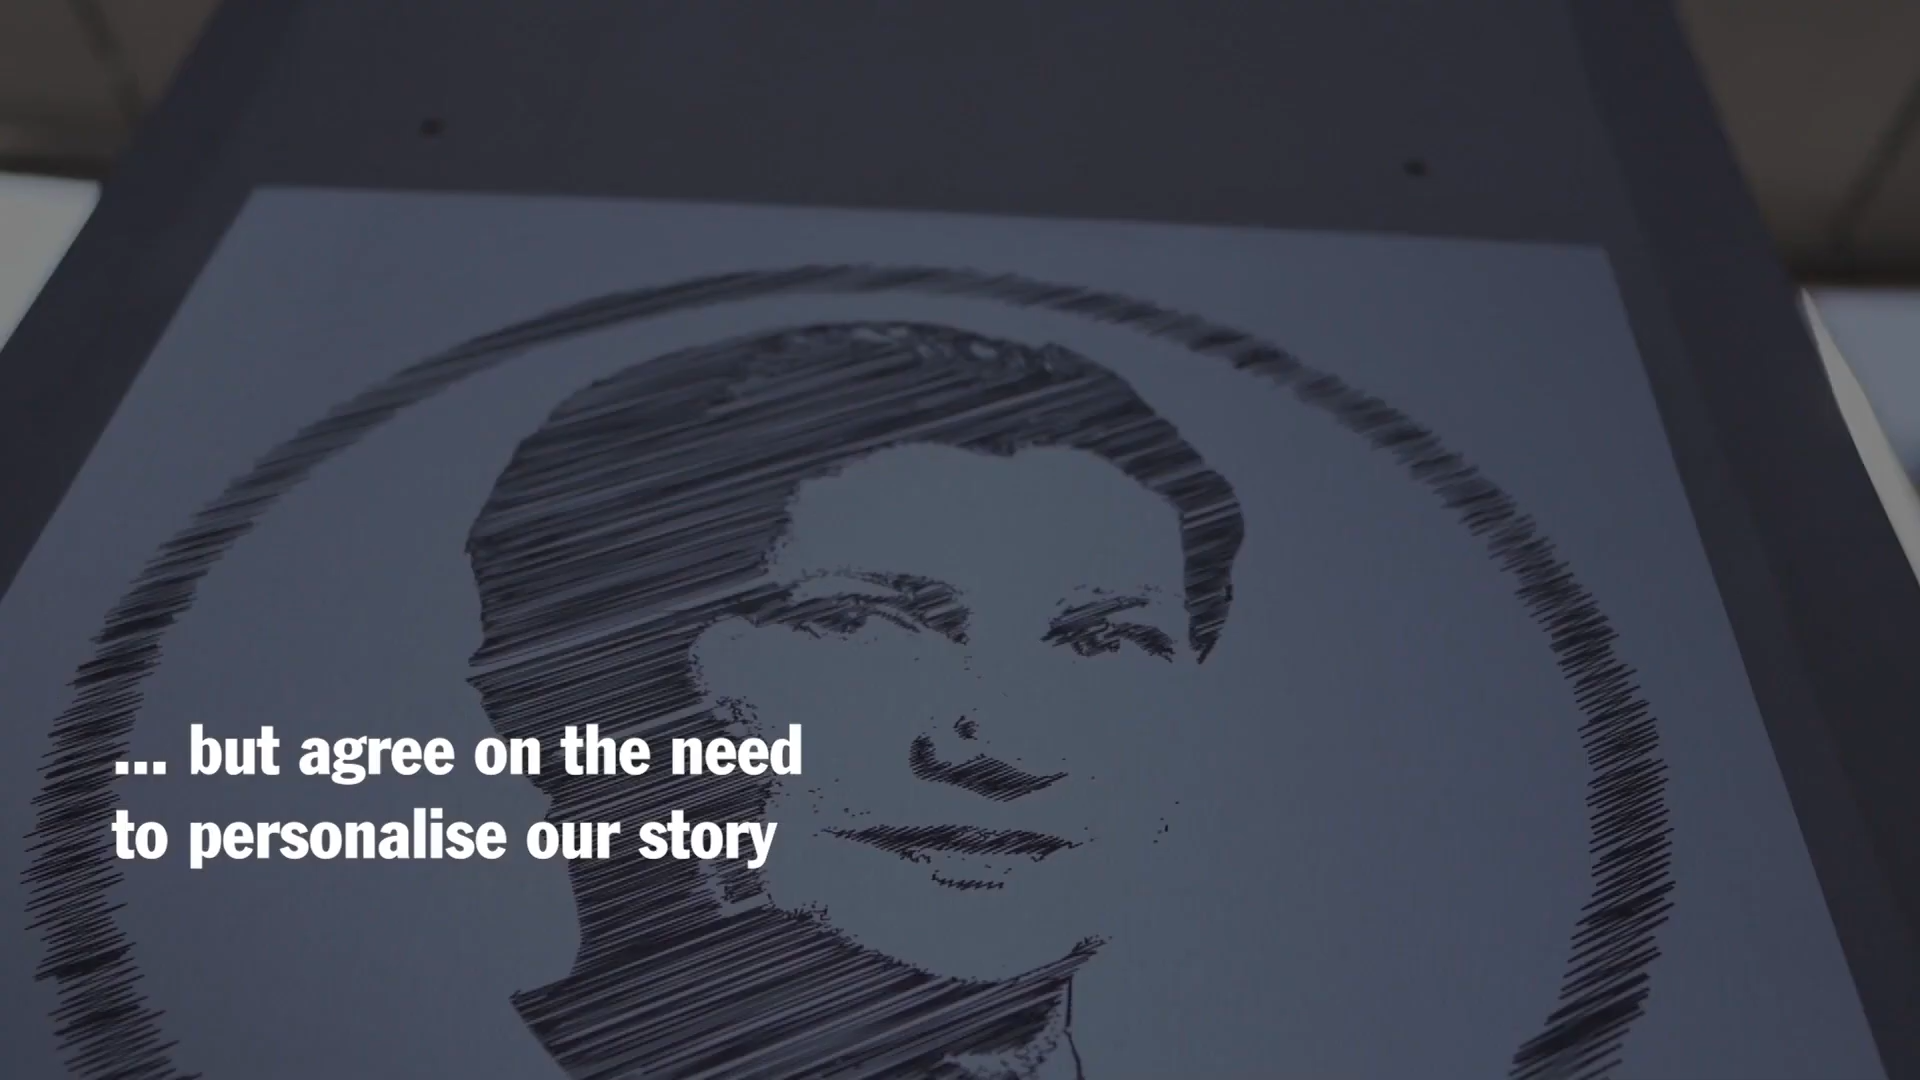 ... but agree on the need
to personalise our story